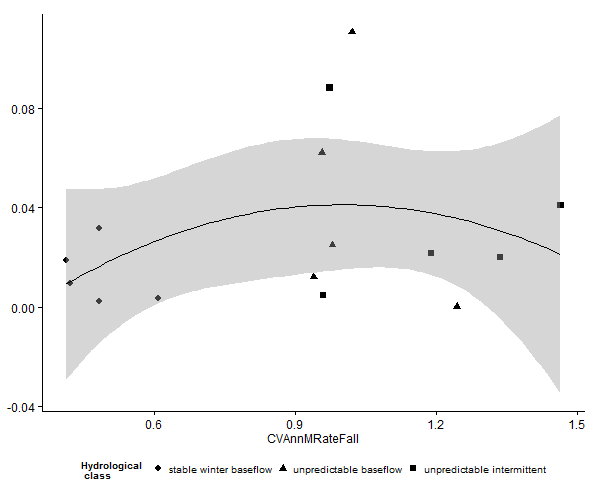 0.08
0.04
0.00
-0.04
0.6 0.9 1.2 1.5
CVAnnMRateFall
Hydrological
class
stable winter baseflow unpredictable baseflow unpredictable intermittent